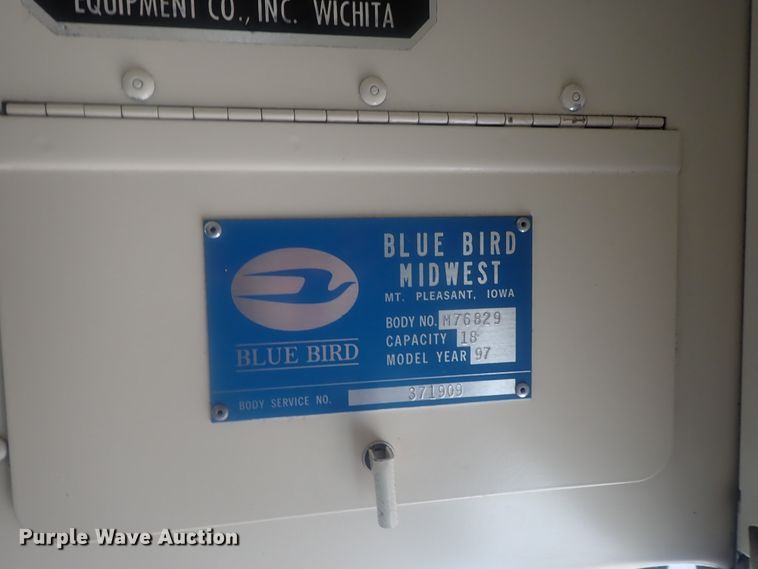 EQUIPMENT CO., INC. WICHITA
BLUE BIRD
MIDWEST
MT. PLEASANT, IOWA
BODY NO. M76829
CAPACITY 18
MODEL YEAR 97
BLUE BIRD
BODY SERVICE NO. 371909
Purple Wave Auction